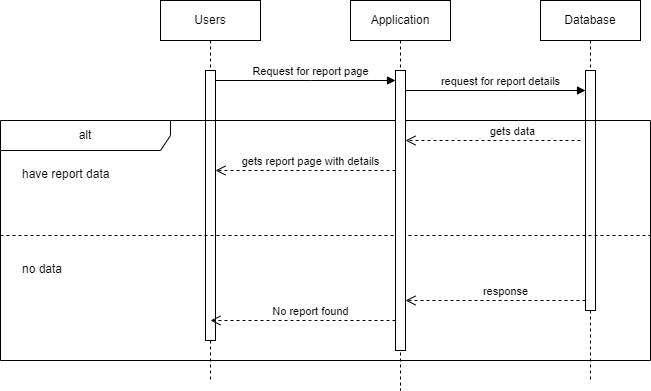 Users
Application
Database
Request for report page
request for report details
alt
gets data
gets report page with details
have report data
no data
response
No report found